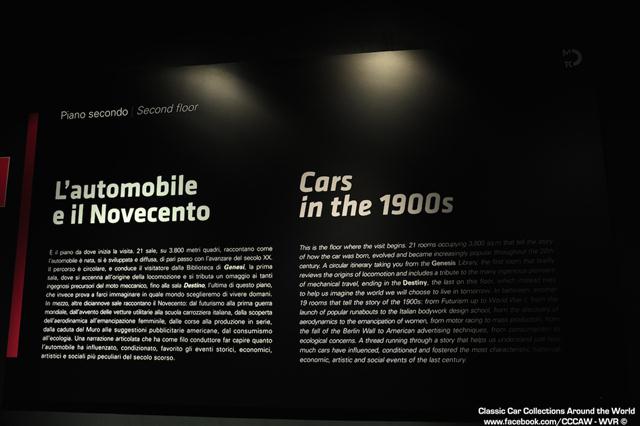 Piano secondo | Second floor
L'automobile
e il Novecento
È il piano da dove inizia la visita. 21 sale, su 3.800 metri quadri, raccontano come
l'automobile è nata, si è sviluppata e diffusa, di pari passo con l'avanzare del secolo XX.
Il percorso è circolare, e conduce il visitatore dalla Biblioteca di Genesi, la prima
sala, dove si accenna all'origine della locomozione e si tributa un omaggio ai tanti
ingegnosi precursori del moto meccanico, fino alla sala Destino, l'ultima di questo piano,
che invece prova a farci immaginare in quale mondo sceglieremo di vivere domani.
In mezzo, altre diciannove sale raccontano il Novecento: dal futurismo alla prima guerra
mondiale, dall'avvento delle vetture utilitarie alla scuola carrozziera italiana, dalla scoperta
dell'aerodinamica all'emancipazione femminile, dalle corse alla produzione in serie,
dalla caduta del Muro alle suggestioni pubblicitarie americane, dal consumismo
all'ecologia. Una narrazione articolata che ha come filo conduttore far capire quanto
l'automobile ha influenzato, condizionato, favorito gli eventi storici, economici,
artistici e sociali più peculiari del secolo scorso.
Cars
in the 1900s
This is the floor where the visit begins. 21 rooms occupying 3,800 sq m that tell the story
of how the car was born, evolved and became increasingly popular throughout the 20th
century. A circular itinerary taking you from the Genesis Library, the first room that briefly
reviews the origins of locomotion and includes a tribute to the many ingenious pioneers
of mechanical travel, ending in the Destiny, the last on this floor, which instead tries
to help us imagine the world we will choose to live in tomorrow. In between, another
19 rooms that tell the story of the 1900s: from Futurism up to World War I, from the
launch of popular runabouts to the Italian bodywork design school, from the discovery of
aerodynamics to the emancipation of women, from motor racing to mass production, from
the fall of the Berlin Wall to American advertising techniques, from consumerism to
ecological concerns. A thread running through a story that helps us understand just how
much cars have influenced, conditioned and fostered the most characteristic historical,
economic, artistic and social events of the last century.
Classic Car Collections Around the World
www.facebook.com/CCCAW - WVR ©